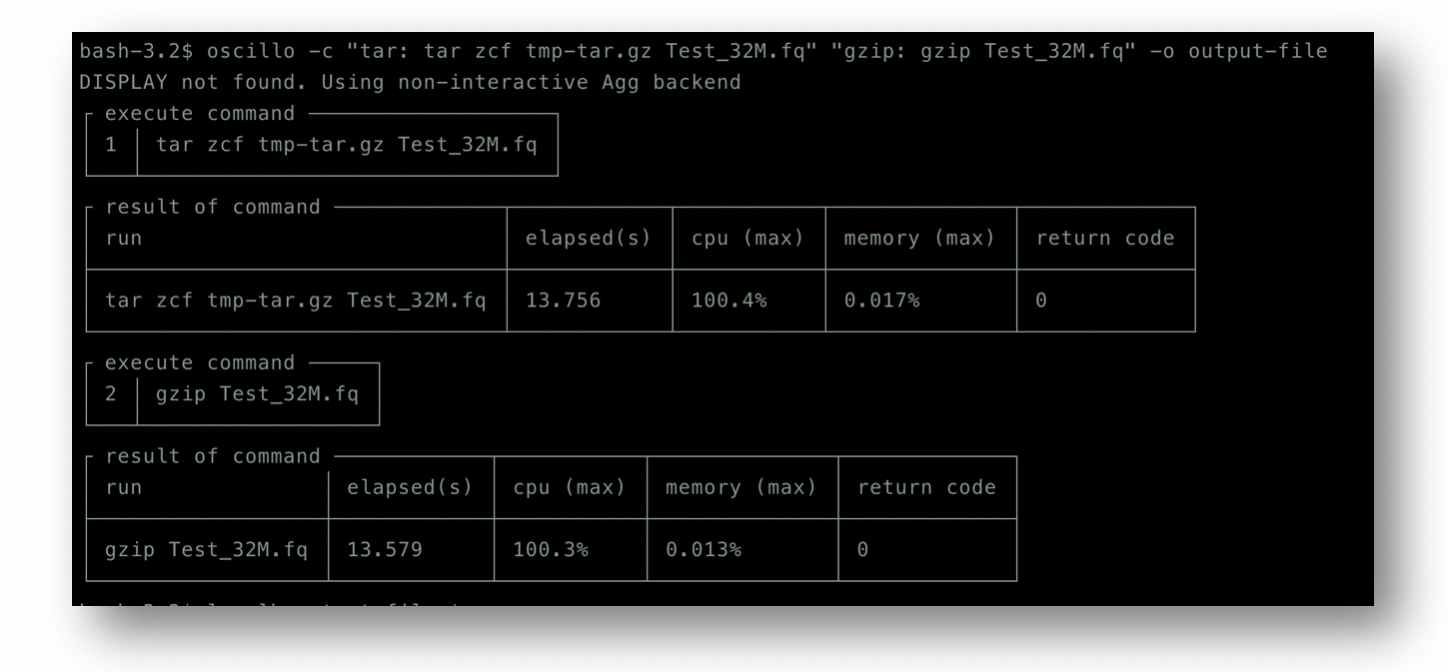 bash-3.2$ oscillo -c "tar: tar zcf tmp-tar.gz Test_32M.fq" "gzip: gzip Test_32M.fq" -o output-file
DISPLAY not found. Using non-interactive Agg backend
execute command
1 tar zcf tmp-tar.gz Test_32M.fq
result of command
run elapsed(s) cpu (max) memory (max) return code
tar zcf tmp-tar.gz Test_32M.fq 13.756 100.4% 0.017% 0
execute command
2 gzip Test_32M.fq
result of command
run elapsed(s) cpu (max) memory (max) return code
gzip Test_32M.fq 13.579 100.3% 0.013% 0